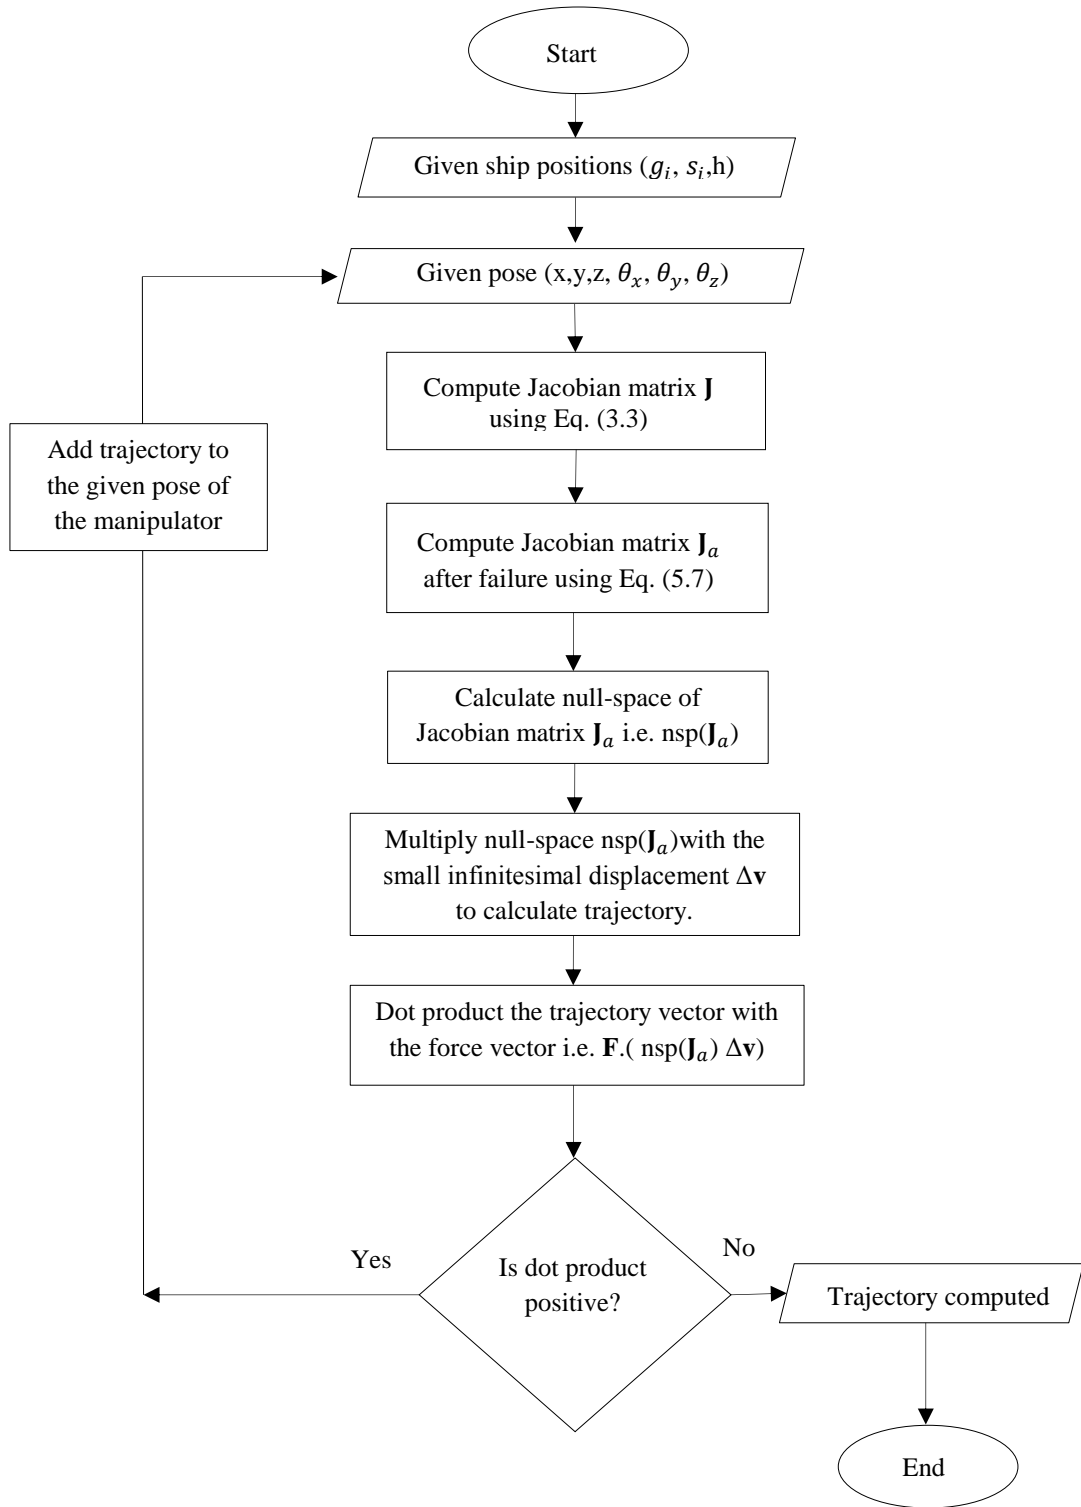 Start
Given ship positions (𝑔𝑖, 𝑠𝑖,h)
Given pose (x,y,z, 𝜃𝑥, 𝜃𝑦, 𝜃𝑧)
Compute Jacobian matrix 𝐉
using Eq. (3.3)
Add trajectory to
the given pose of
the manipulator
Compute Jacobian matrix 𝐉𝑎
after failure using Eq. (5.7)
Calculate null-space of
Jacobian matrix 𝐉𝑎 i.e. nsp(𝐉𝑎)
Multiply null-space nsp(𝐉𝑎)with the
small infinitesimal displacement Δ𝐯
to calculate trajectory.
Dot product the trajectory vector with
the force vector i.e. 𝐅.( nsp(𝐉𝑎) Δ𝐯)
Yes
Is dot product
positive?
No
Trajectory computed
End